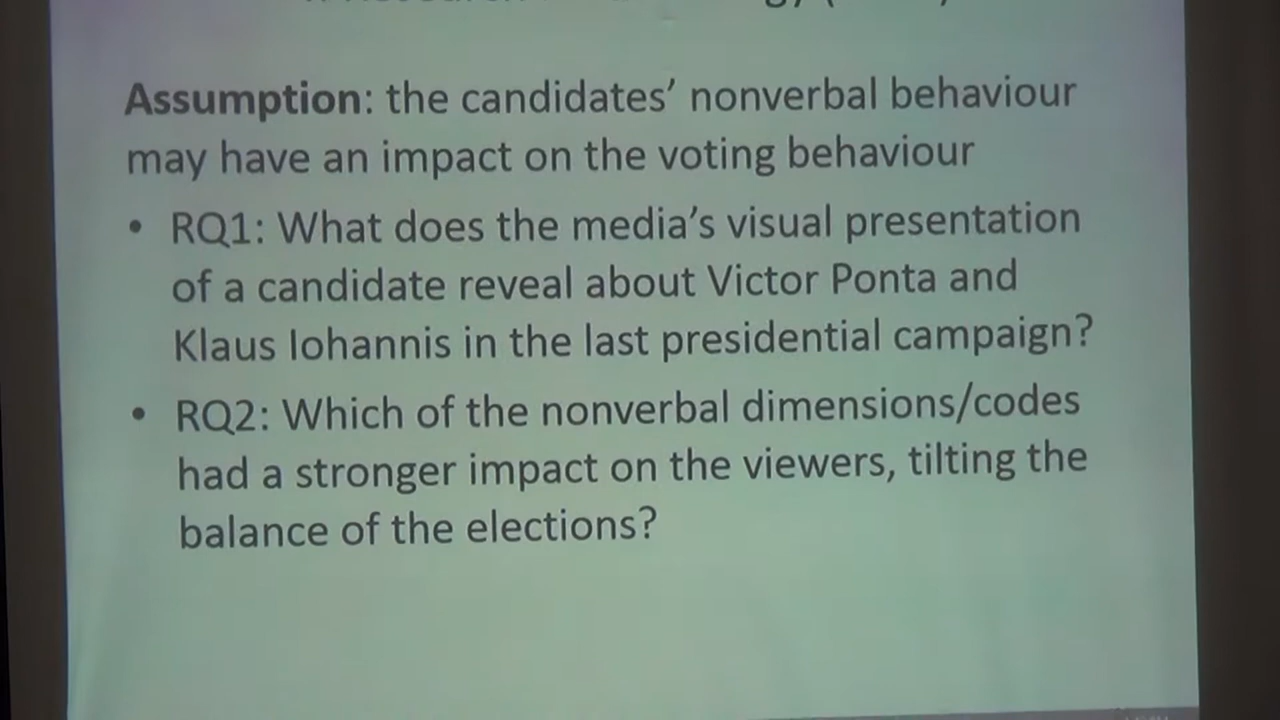 Assumption: the candidates’ nonverbal behaviour
may have an impact on the voting behaviour
• RQ1: What does the media’s visual presentation
of a candidate reveal about Victor Ponta and
Klaus Iohannis in the last presidential campaign?
• RQ2: Which of the nonverbal dimensions/codes
had a stronger impact on the viewers, tilting the
balance of the elections?